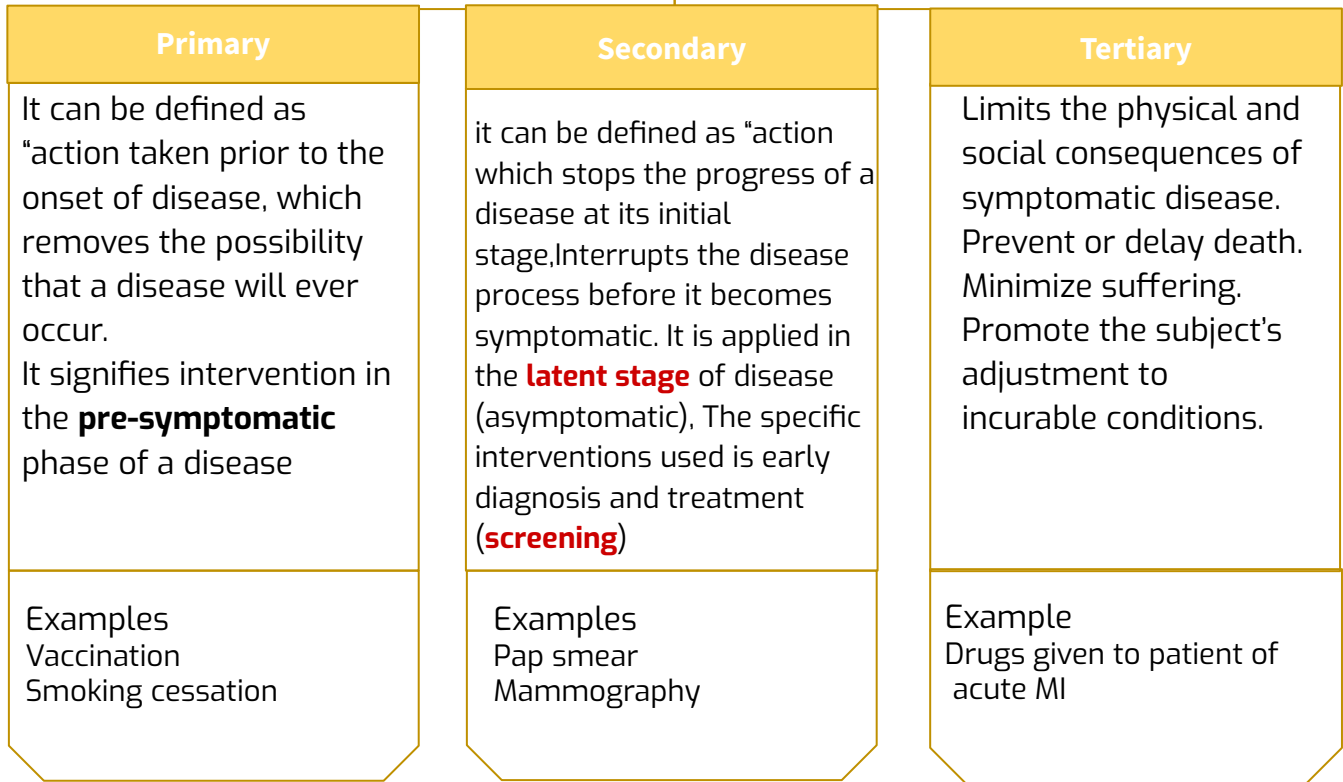 Primary
It can be defined as
“action taken prior to the
onset of disease, which
removes the possibility
that a disease will ever
occur.
It signifies intervention in
the pre-symptomatic
phase of a disease
Examples
Vaccination
Smoking cessation
Secondary
it can be defined as “action
which stops the progress of a
disease at its initial
stage,Interrupts the disease
process before it becomes
symptomatic. It is applied in
the latent stage of disease
(asymptomatic), The specific
interventions used is early
diagnosis and treatment
(screening)
Examples
Pap smear
Mammography
Tertiary
Limits the physical and
social consequences of
symptomatic disease.
Prevent or delay death.
Minimize suffering.
Promote the subject’s
adjustment to
incurable conditions.
Example
Drugs given to patient of
acute MI